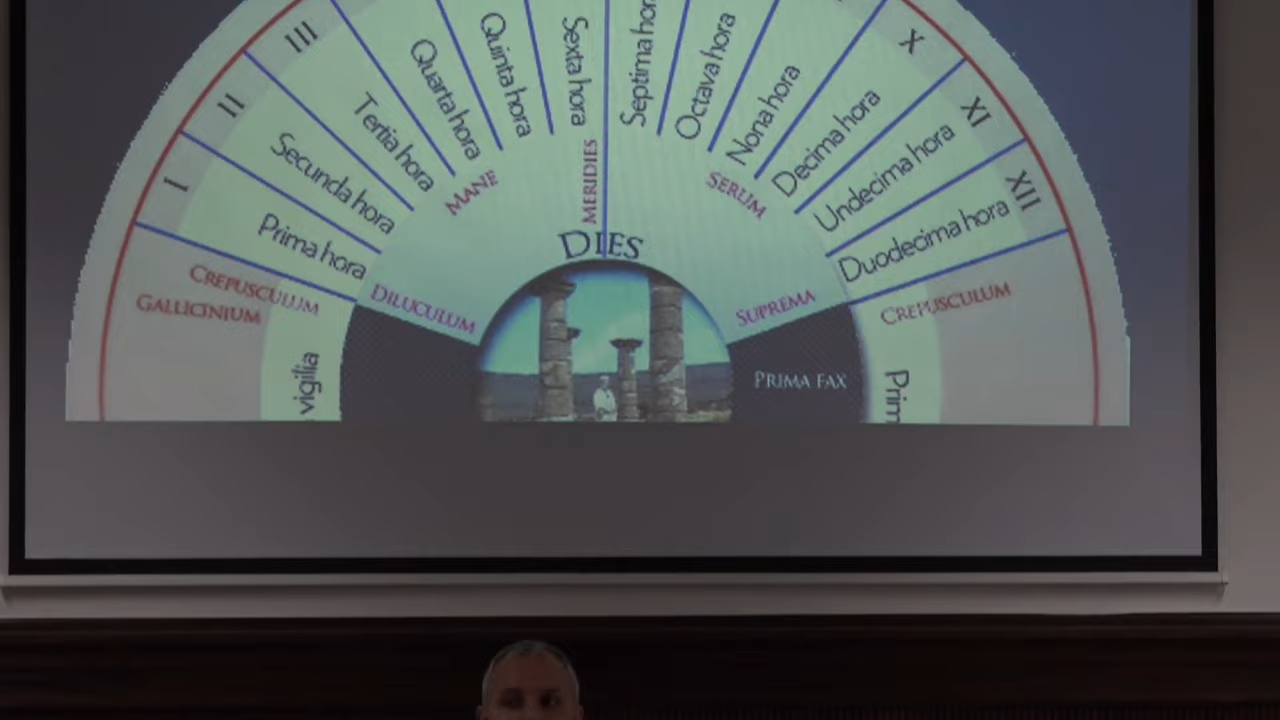 I
II
III
X
XI
XII
Prima hora
Secunda hora
Tertia hora
Quarta hora
Quinta hora
Sexta hora
Septima hor
Octava hora
Nona hora
Decima hora
Undecima hora
Duodecima hora
MANE
MERIDIES
SERUM
DIES
CREPUSCULUM
GALLICINIUM
DILUCULUM
SUPREMA
CREPUSCULUM
PRIMA FAX
vigilia
Prim